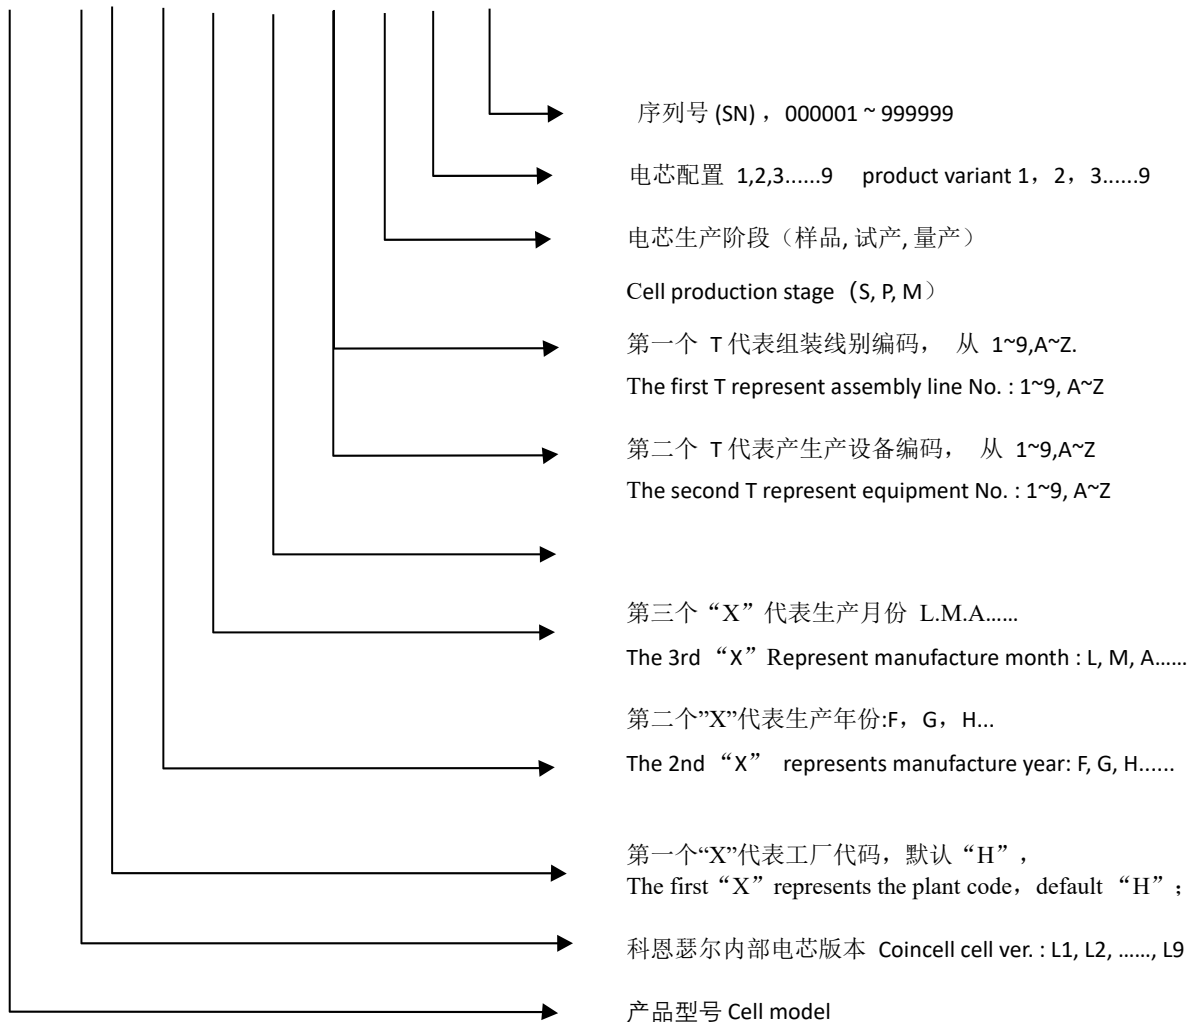 序列号 (SN) ，000001 ~ 999999
电芯配置 1,2,3......9 product variant 1，2，3......9
电芯生产阶段（样品, 试产, 量产）
Cell production stage（S, P, M）
第一个 T 代表组装线别编码， 从 1~9,A~Z.
The first T represent assembly line No. : 1~9, A~Z
第二个 T 代表产生产设备编码， 从 1~9,A~Z
The second T represent equipment No. : 1~9, A~Z
第三个“X”代表生产月份 L.M.A......
The 3rd “X”Represent manufacture month : L, M, A......
第二个”X”代表生产年份:F，G，H...
The 2nd “X” represents manufacture year: F, G, H......
第一个“X”代表工厂代码，默认“H”，
The first“X”represents the plant code，default “H”；
科恩瑟尔内部电芯版本 Coincell cell ver. : L1, L2, ......, L9
产品型号 Cell model